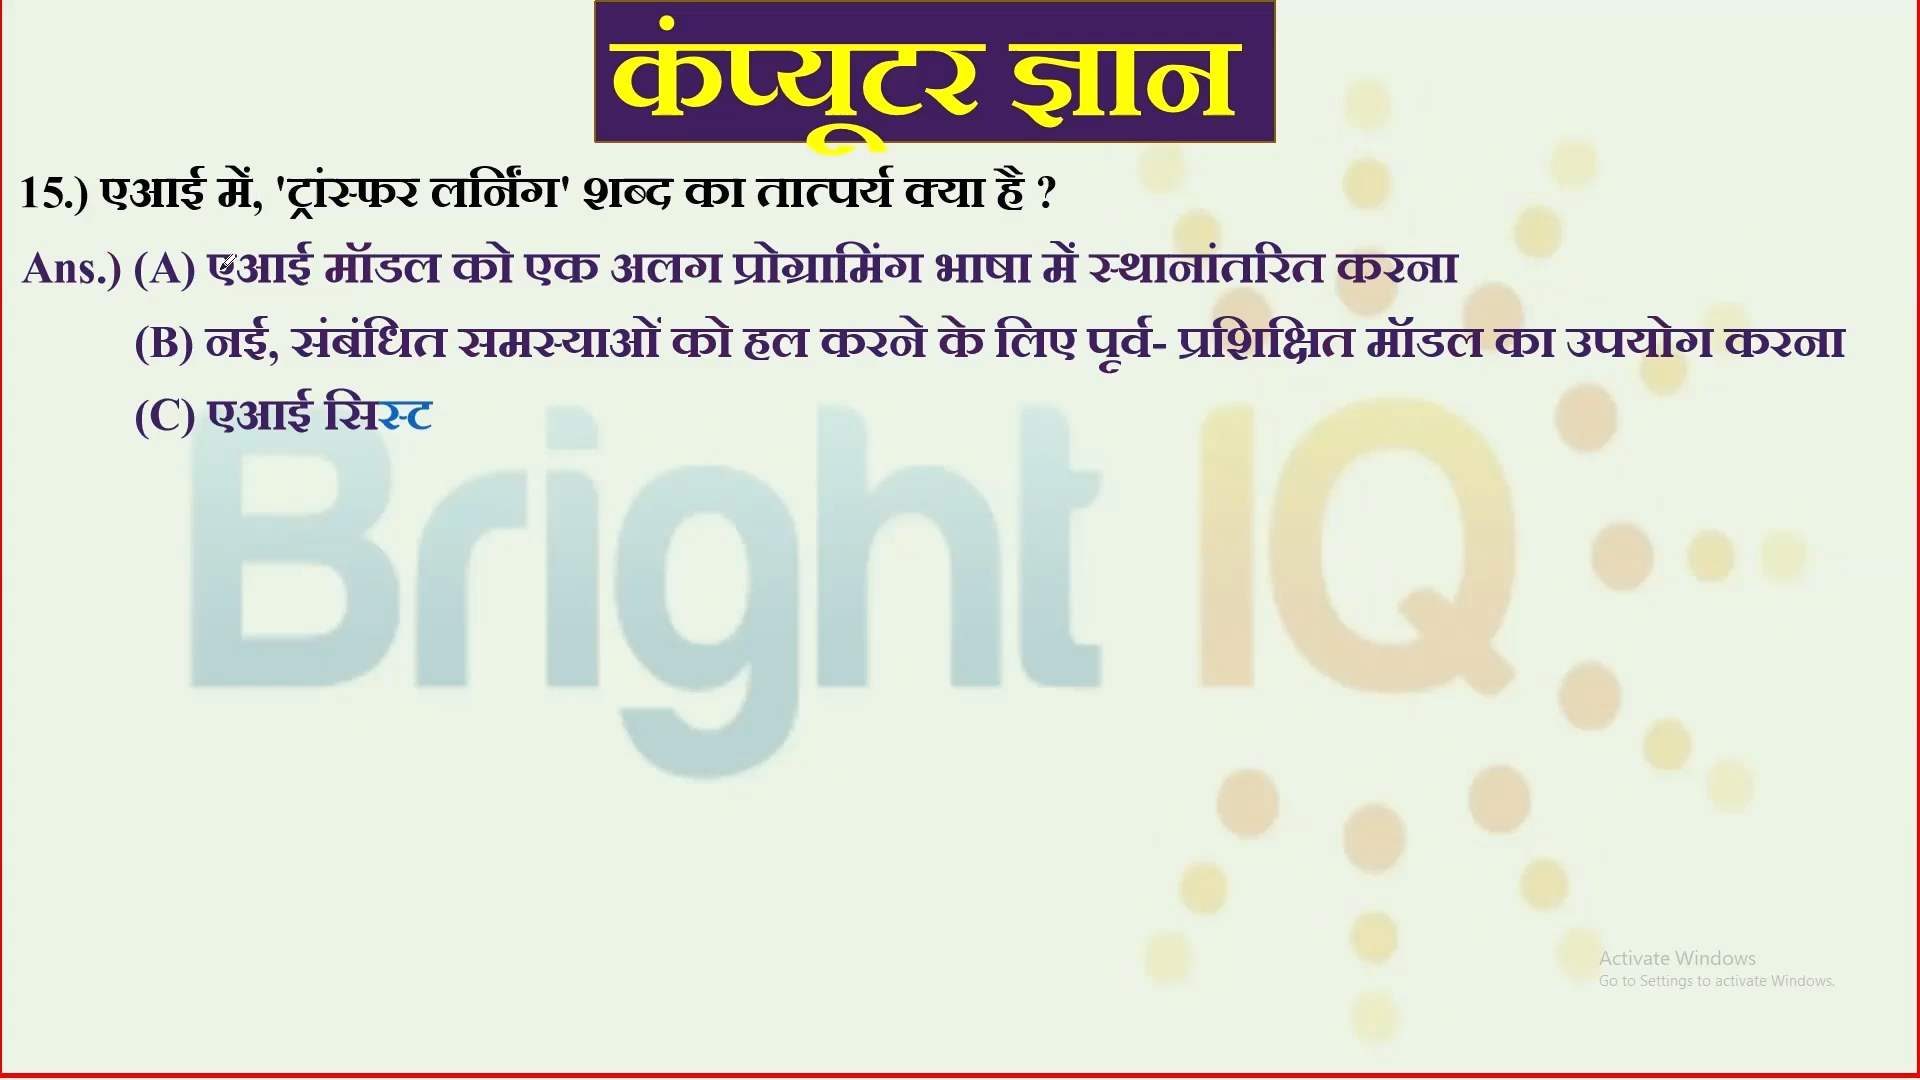 कंप्यूटर ज्ञान
15.) एआई में, 'ट्रांस्फर लर्निंग' शब्द का तात्पर्य क्या है ?
Ans.) (A) एआई मॉडल को एक अलग प्रोग्रामिंग भाषा में स्थानांतरित करना
(B) नई, संबंधित समस्याओं को हल करने के लिए पूर्व- प्रशिक्षित मॉडल का उपयोग करना
(C) एआई सिस्ट
Bright IQ
Activate Windows
Go to Settings to activate Windows.